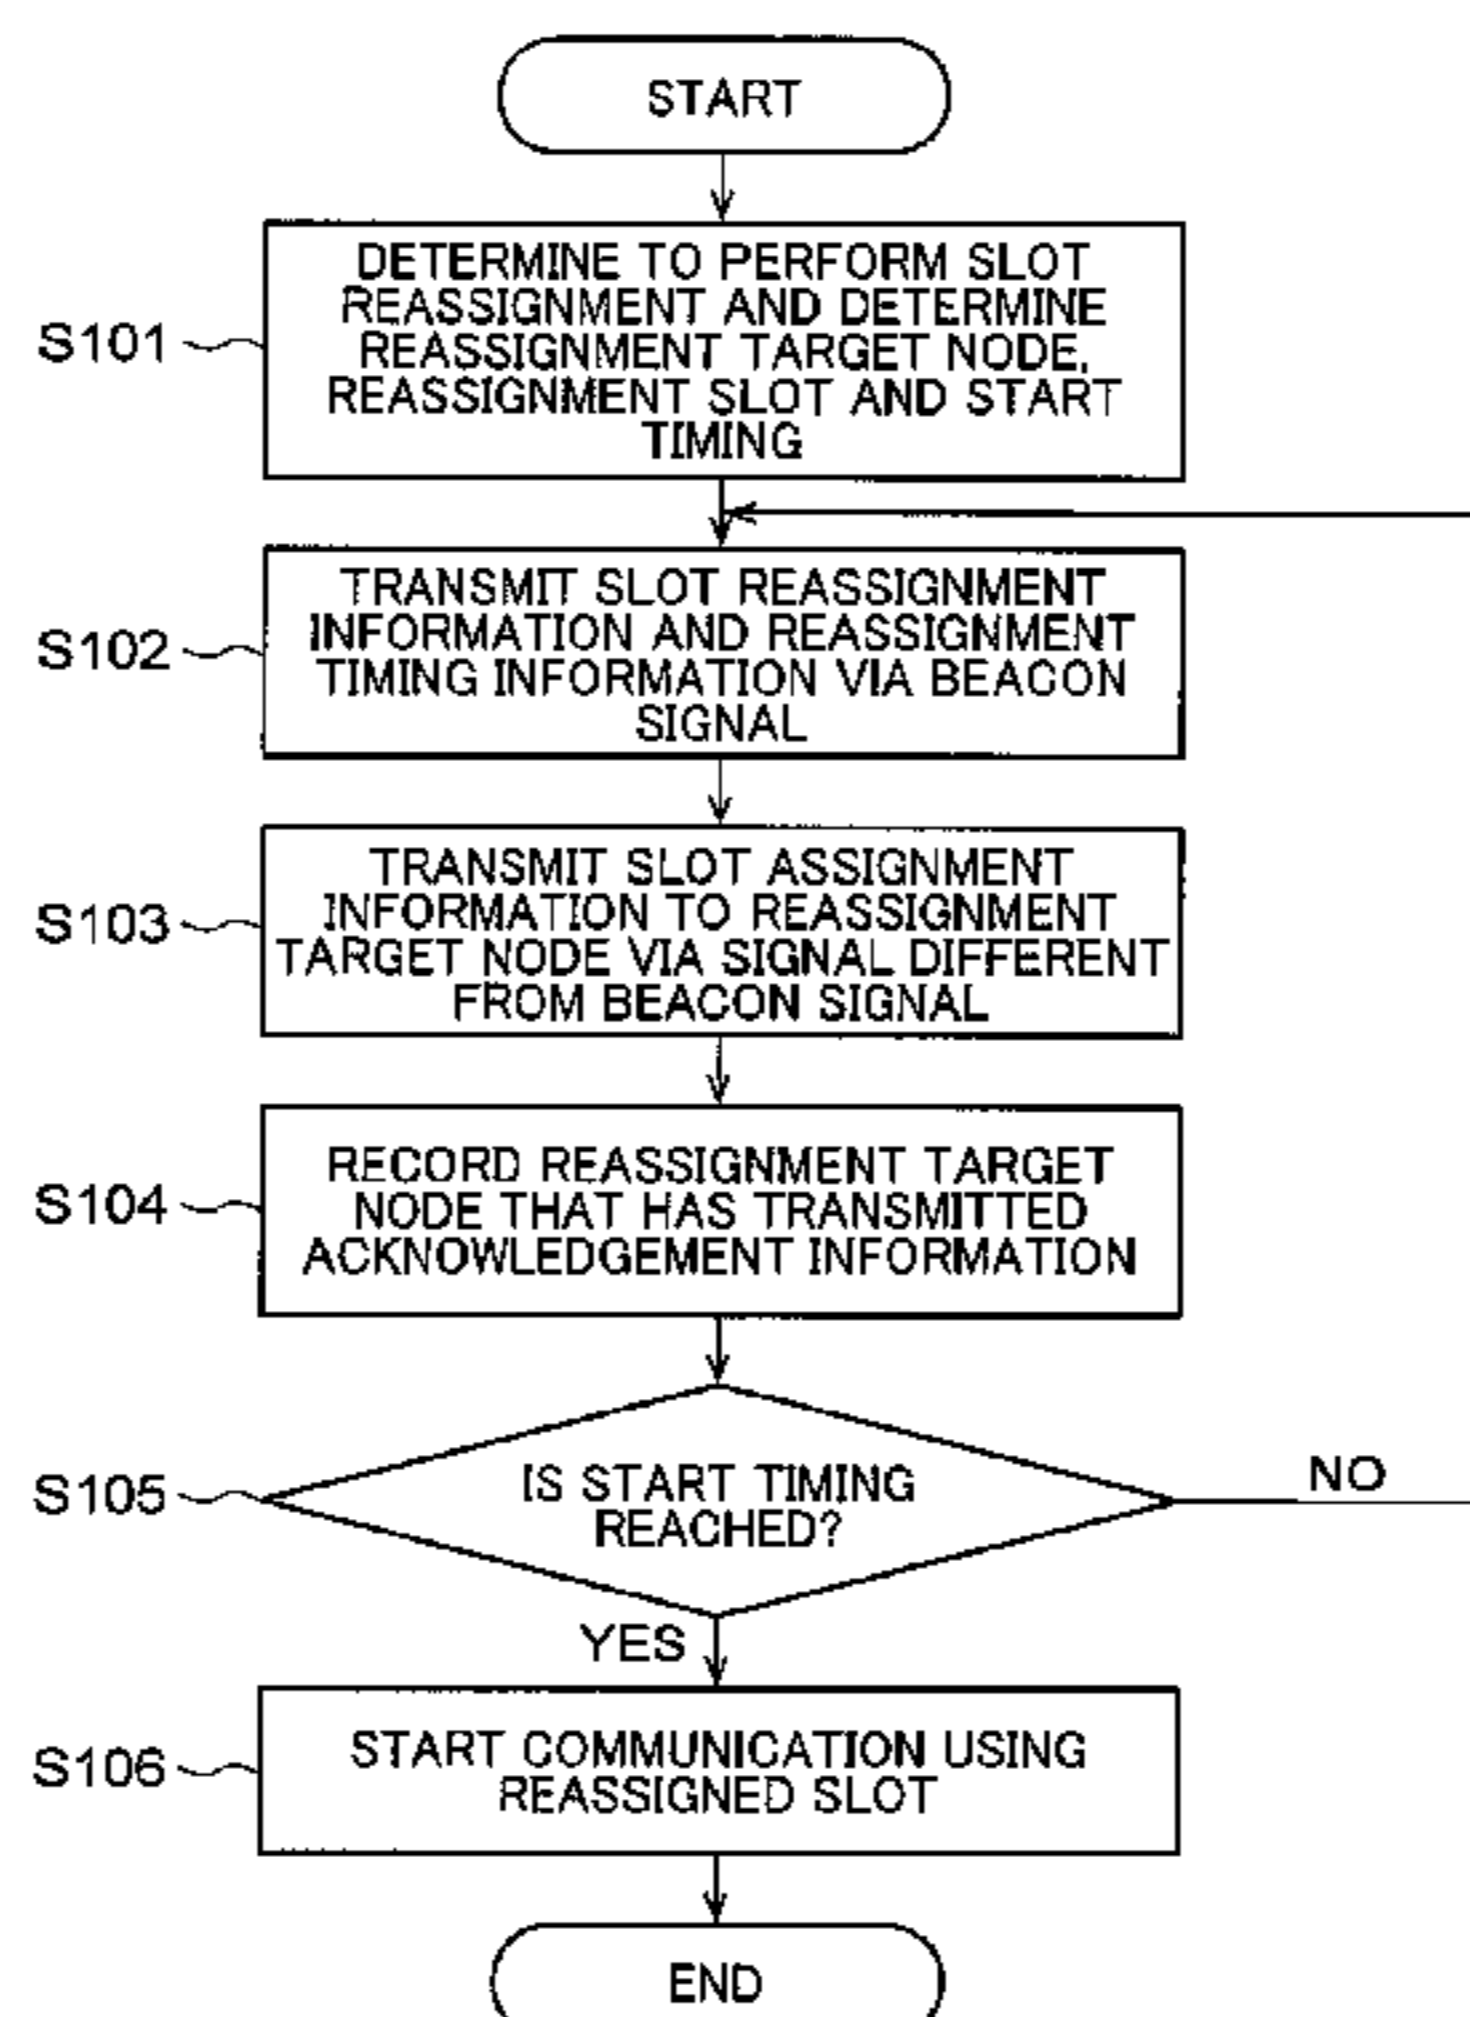 START
S101
DETERMINE TO PERFORM SLOT
REASSIGNMENT AND DETERMINE
REASSIGNMENT TARGET NODE,
REASSIGNMENT SLOT AND START
TIMING
S102
TRANSMIT SLOT REASSIGNMENT
INFORMATION AND REASSIGNMENT
TIMING INFORMATION VIA BEACON
SIGNAL
S103
TRANSMIT SLOT ASSIGNMENT
INFORMATION TO REASSIGNMENT
TARGET NODE VIA SIGNAL DIFFERENT
FROM BEACON SIGNAL
S104
RECORD REASSIGNMENT TARGET
NODE THAT HAS TRANSMITTED
ACKNOWLEDGEMENT INFORMATION
S105
IS START TIMING
REACHED?
NO
YES
S106
START COMMUNICATION USING
REASSIGNED SLOT
END